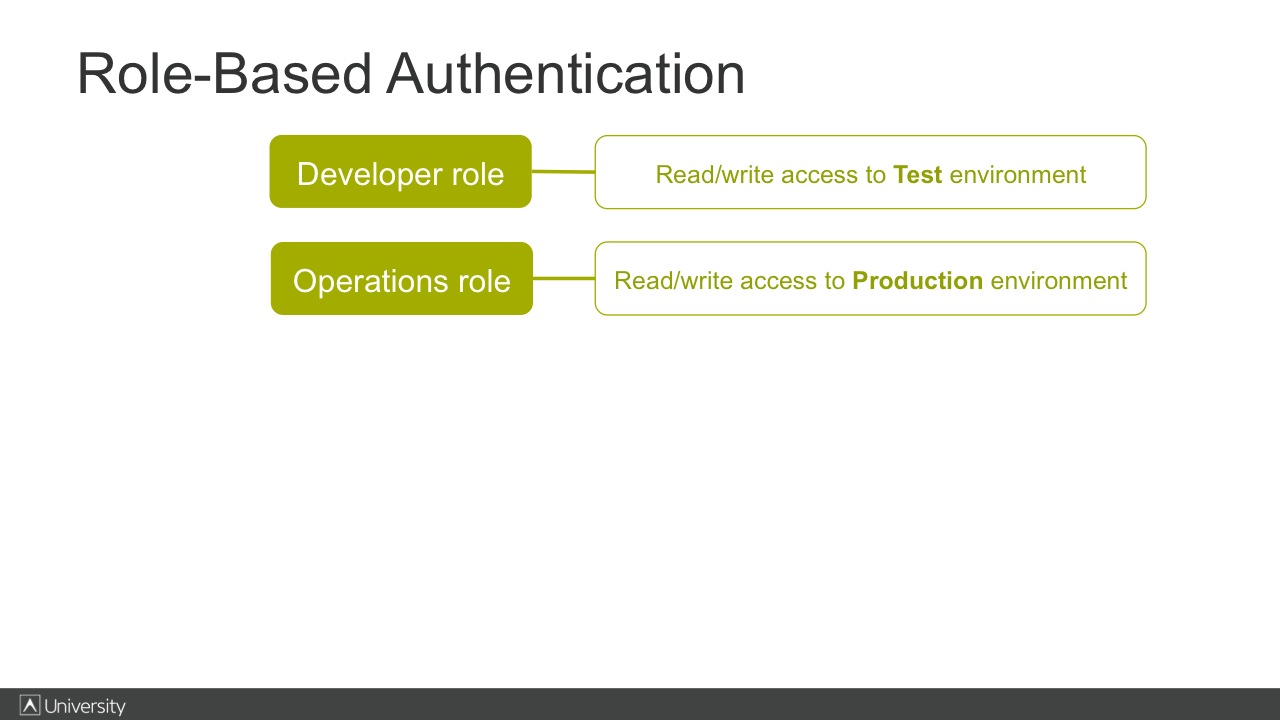 Role-Based Authentication
Developer role
Read/write access to Test environment
Operations role
Read/write access to Production environment
University